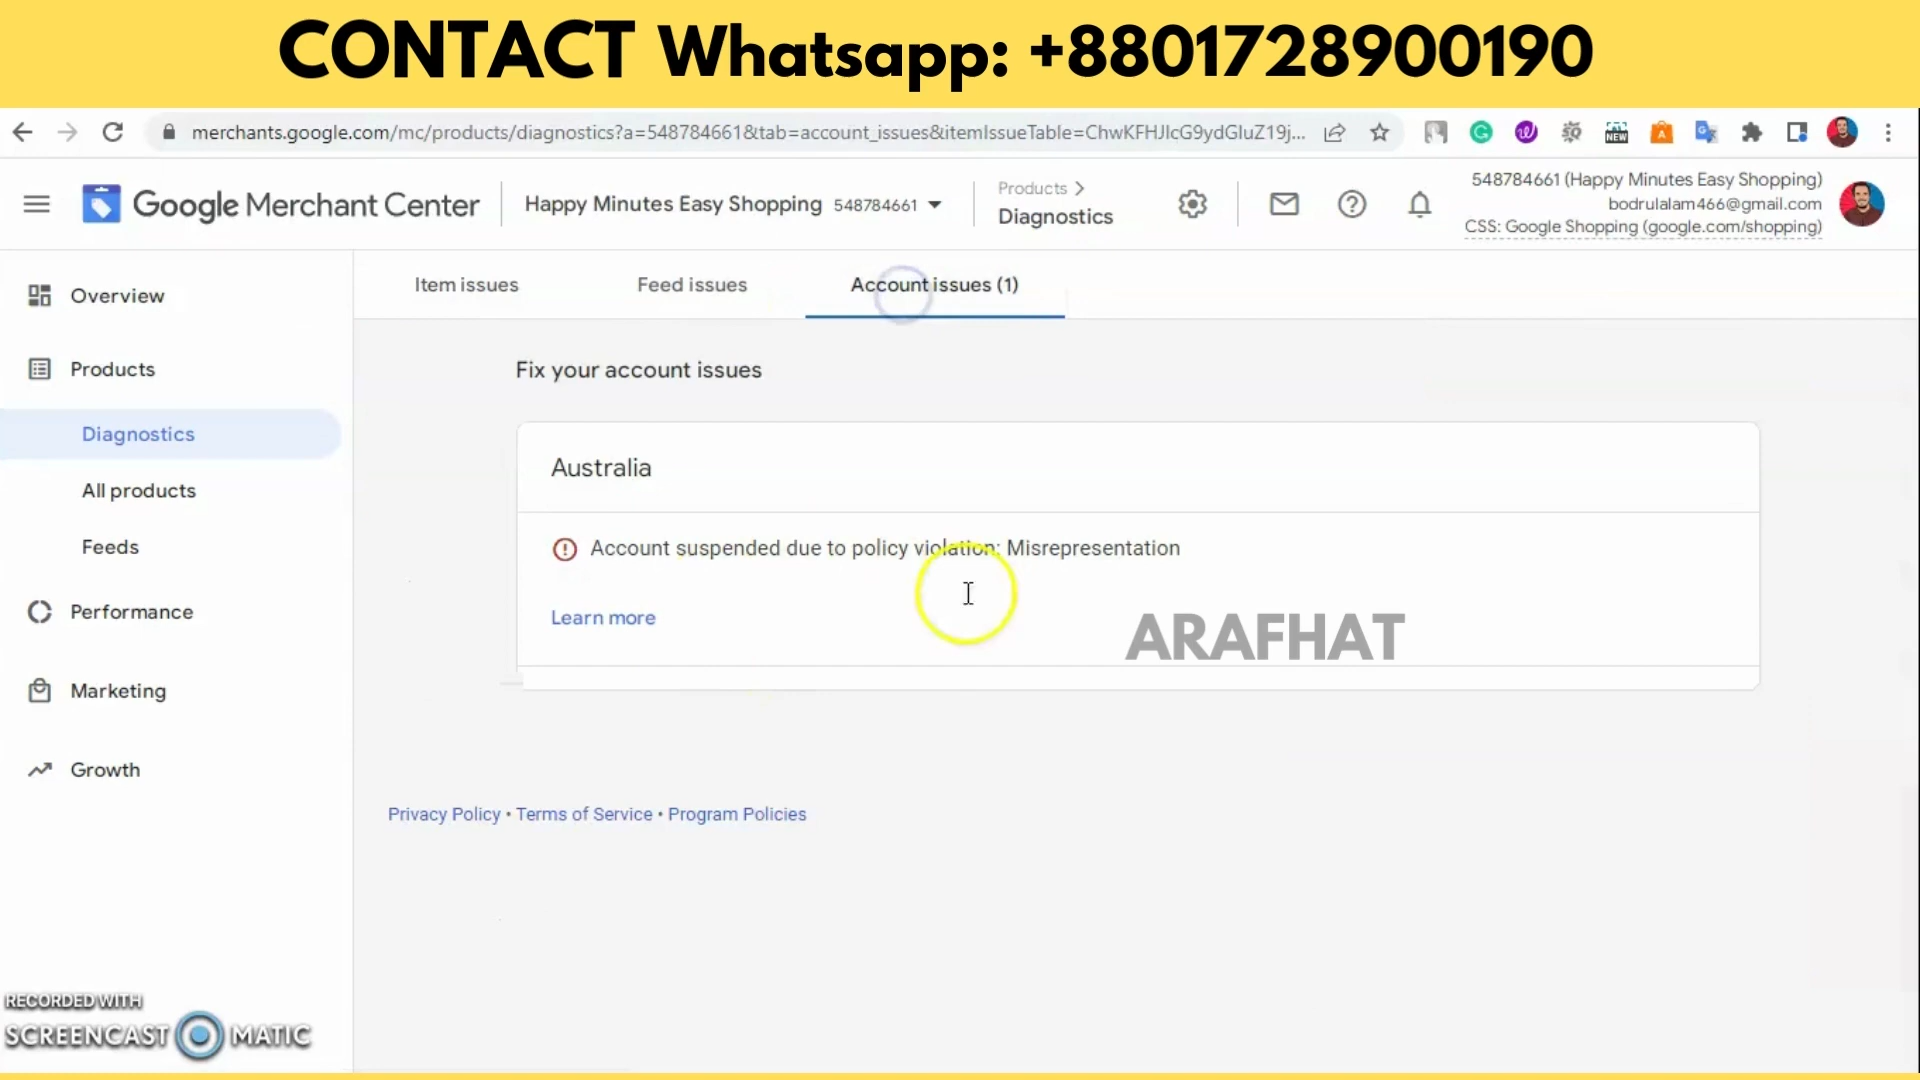 CONTACT Whatsapp: +8801728900190
merchants.google.com/mc/products/diagnostics?a=548784661&tab=account_issues&itemIssueTable=ChwKFHJlcG9ydGluZ19j...
NEW
Google Merchant Center
Happy Minutes Easy Shopping 548784661
Products
Diagnostics
548784661 (Happy Minutes Easy Shopping)
bodrulalam466@gmail.com
CSS: Google Shopping (google.com/shopping)
Overview
Products
Diagnostics
All products
Feeds
Performance
Marketing
Growth
Item issues
Feed issues
Account issues (1)
Fix your account issues
Australia
Account suspended due to policy violation: Misrepresentation
Learn more
ARAFHAT
Privacy Policy • Terms of Service • Program Policies
RECORDED WITH
SCREENCAST MATIC